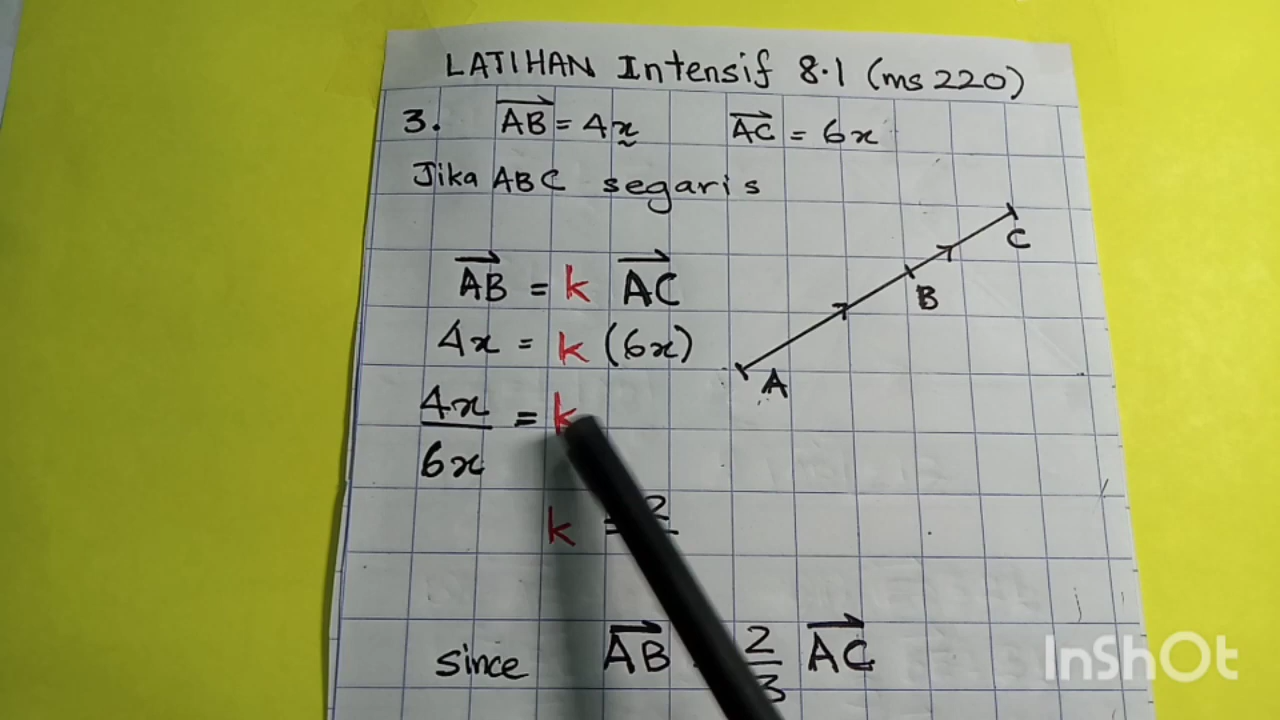 LATIHAN Intensif 8.1 (ms 220)
3. AB = 4x AC = 6x
Jika ABC segaris
AB = k AC
4x = k (6x)
4x = k
6x
k = 2
since AB 2/3 AC
A B C
InShOt